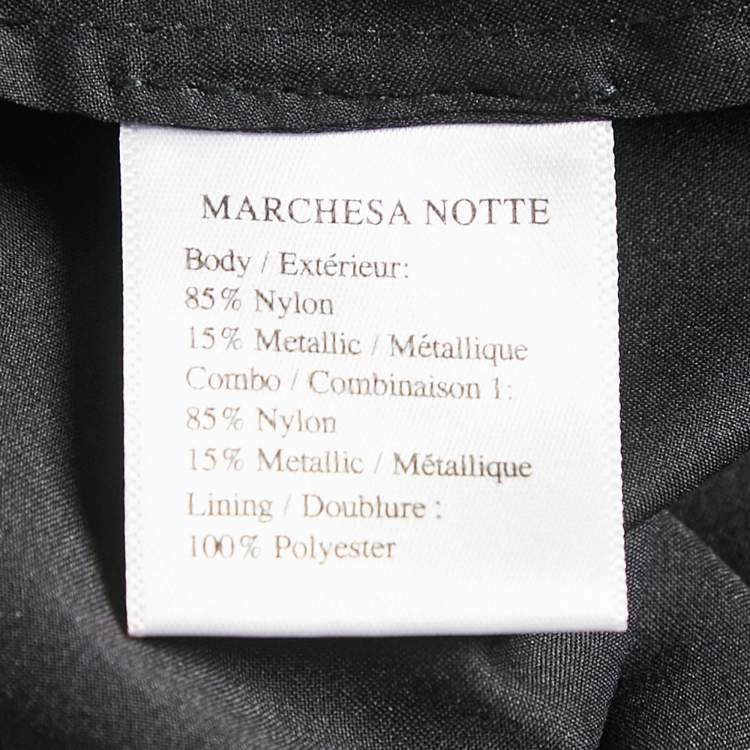 MARCHESA NOTTE
Body / Extérieur:
85% Nylon
15% Metallic / Métallique
Combo / Combinaison 1:
85% Nylon
15% Metallic / Métallique
Lining / Doublure :
100% Polyester